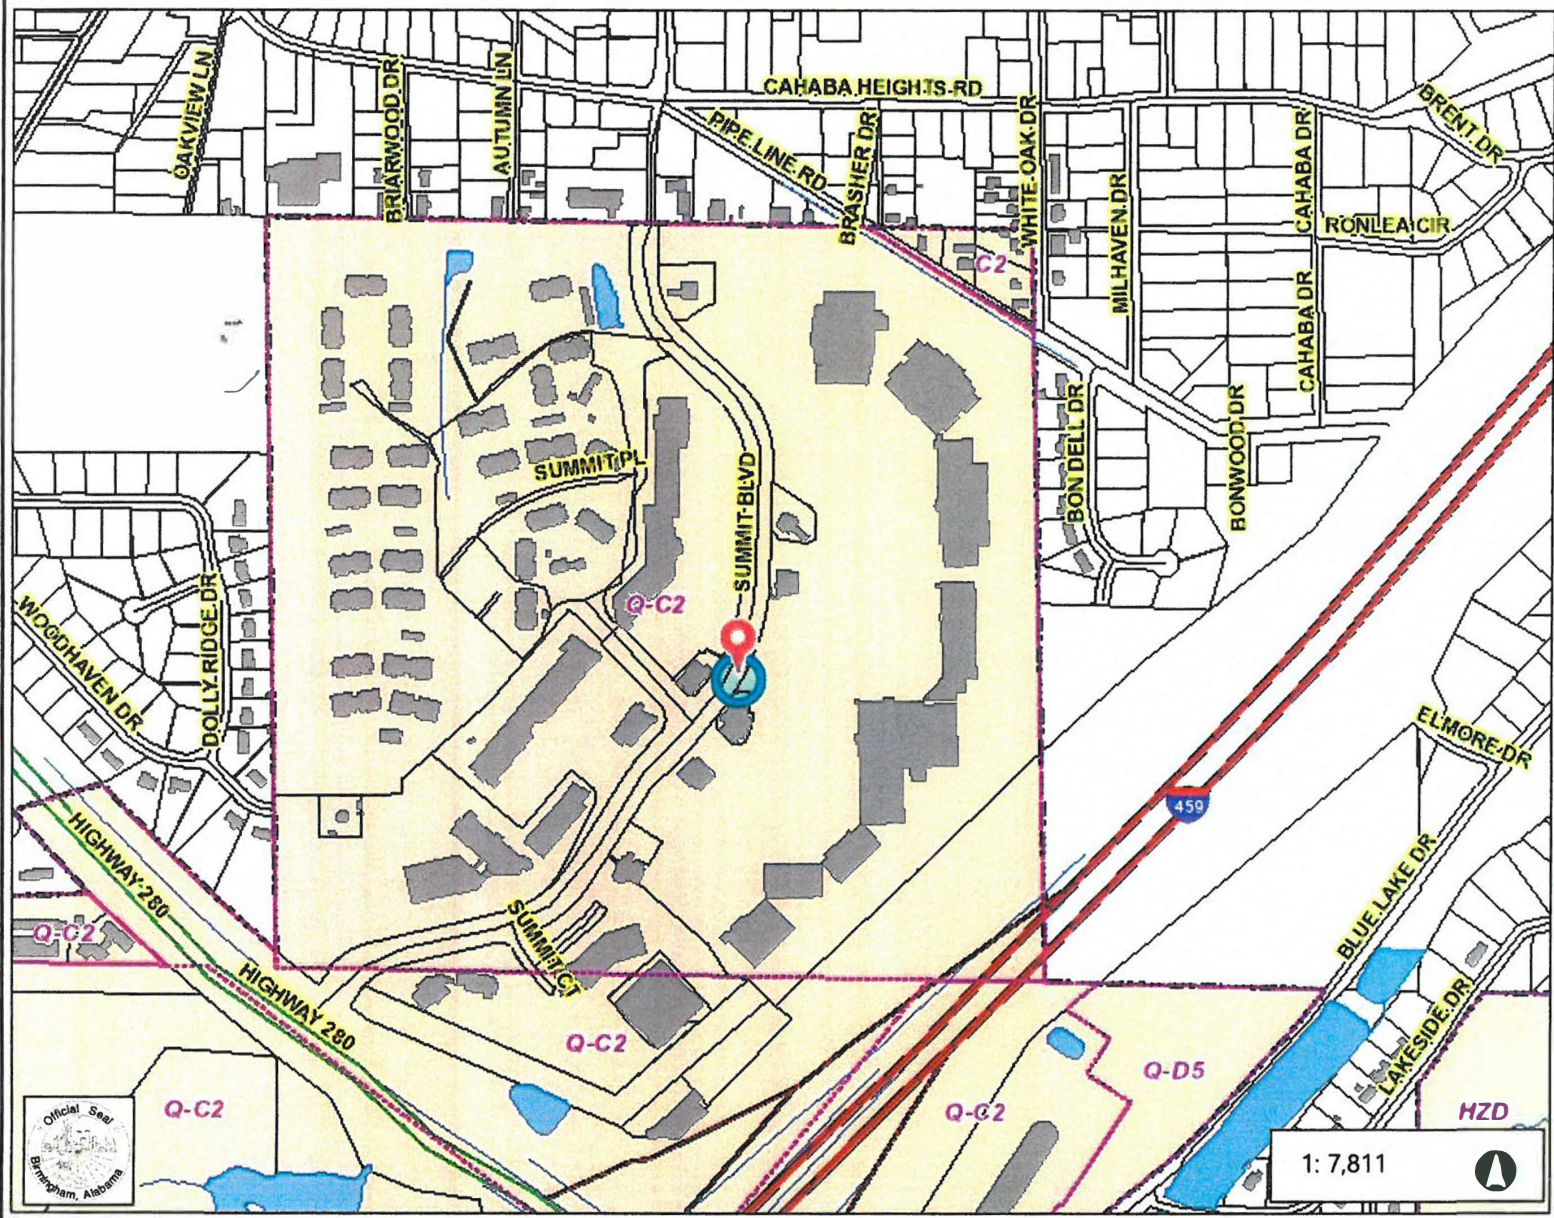 OAKVIEW LN
BRIARWOOD DR
AUTUMN LN
CAHABA HEIGHTS RD
PIPE LINE RD
BRASHER DR
WHITE OAK DR
MILHAVEN DR
CAHABA DR
BRENT DR
RONLEA CIR
C2
CAHABA DR
BON DELL DR
BONWOOD DR
SUMMIT PL
SUMMIT BLVD
Q-C2
WOODHAVEN DR
DOLLY RIDGE DR
ELMORE DR
459
HIGHWAY 280
Q-C2
HIGHWAY 280
SUMMIT CT
BLUE LAKE DR
LAKESIDE DR
Q-C2
Q-D5
Q-C2
Q-C2
HZD
Official Seal
Birmingham, Alabama
1: 7,811